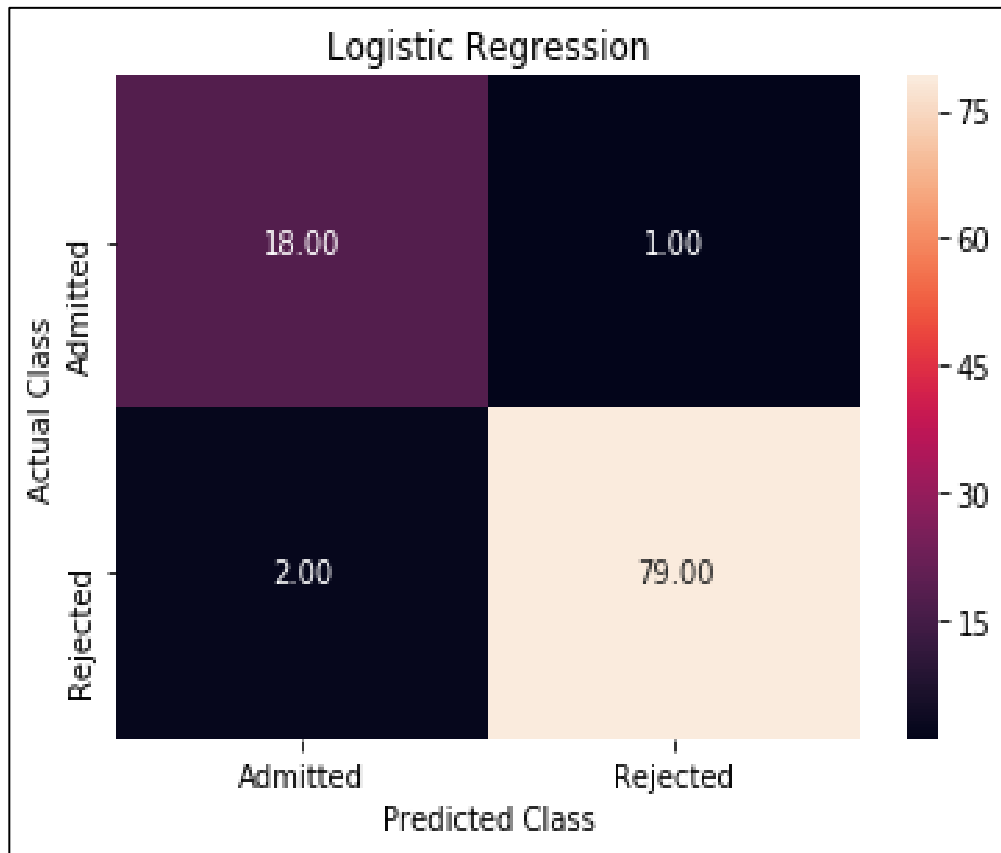 Logistic Regression
Actual Class
Admitted
Rejected
18.00
1.00
2.00
79.00
Admitted
Rejected
Predicted Class
75
60
45
30
15